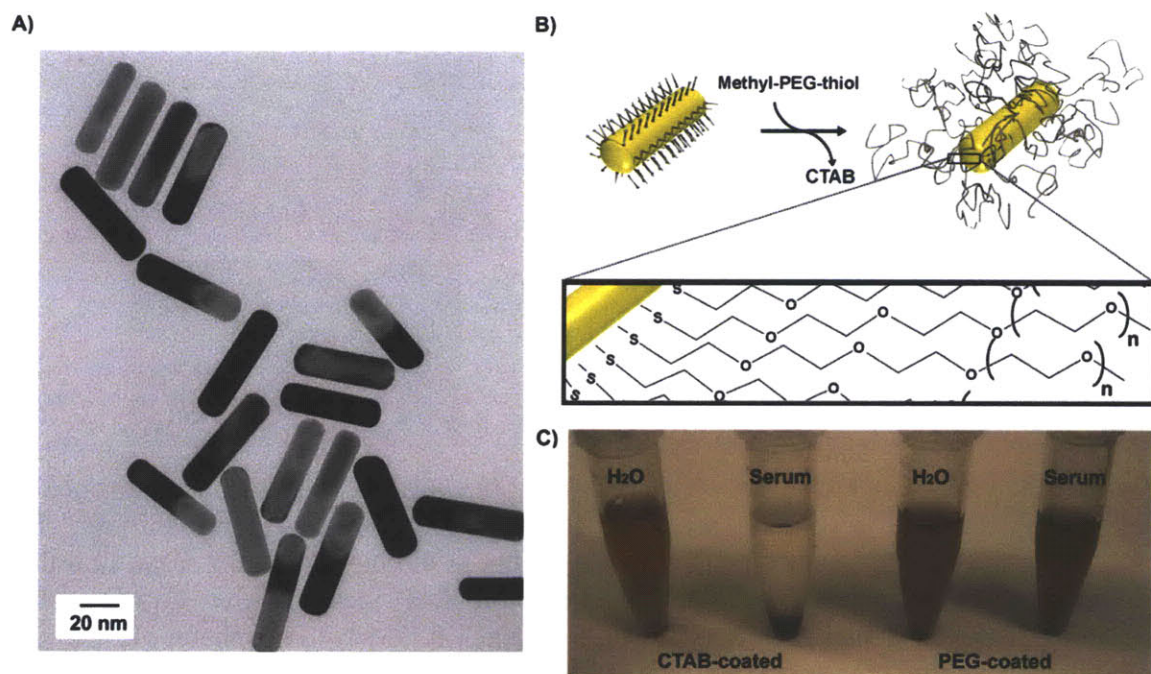 A)
20 nm
B)
Methyl-PEG-thiol
CTAB
S O O
S O O O n
S O O O n
S O O
S
C)
H₂O Serum H₂O Serum
CTAB-coated PEG-coated